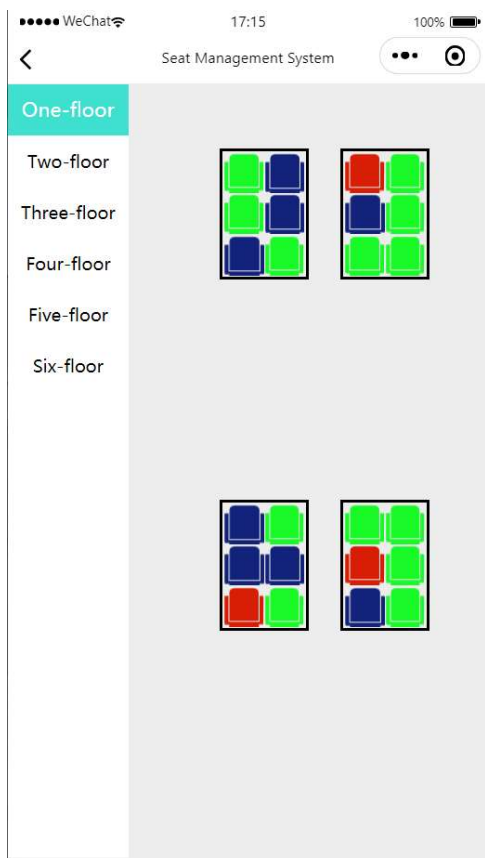 WeChat 17:15 100%
Seat Management System
One-floor
Two-floor
Three-floor
Four-floor
Five-floor
Six-floor